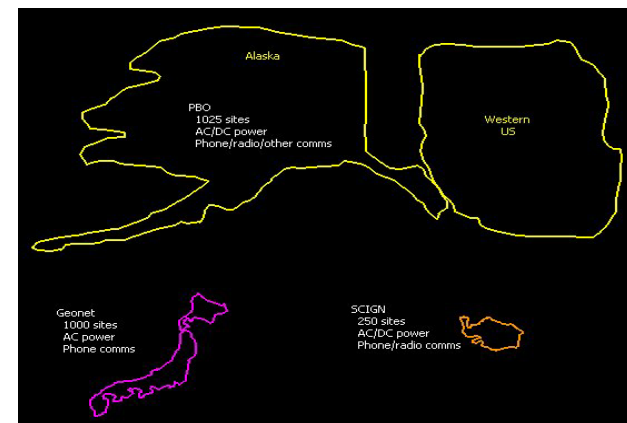 Alaska
PBO
1025 sites
AC/DC power
Phone/radio/other comms
Western
US
Geonet
1000 sites
AC power
Phone comms
SCIGN
250 sites
AC/DC power
Phone/radio comms